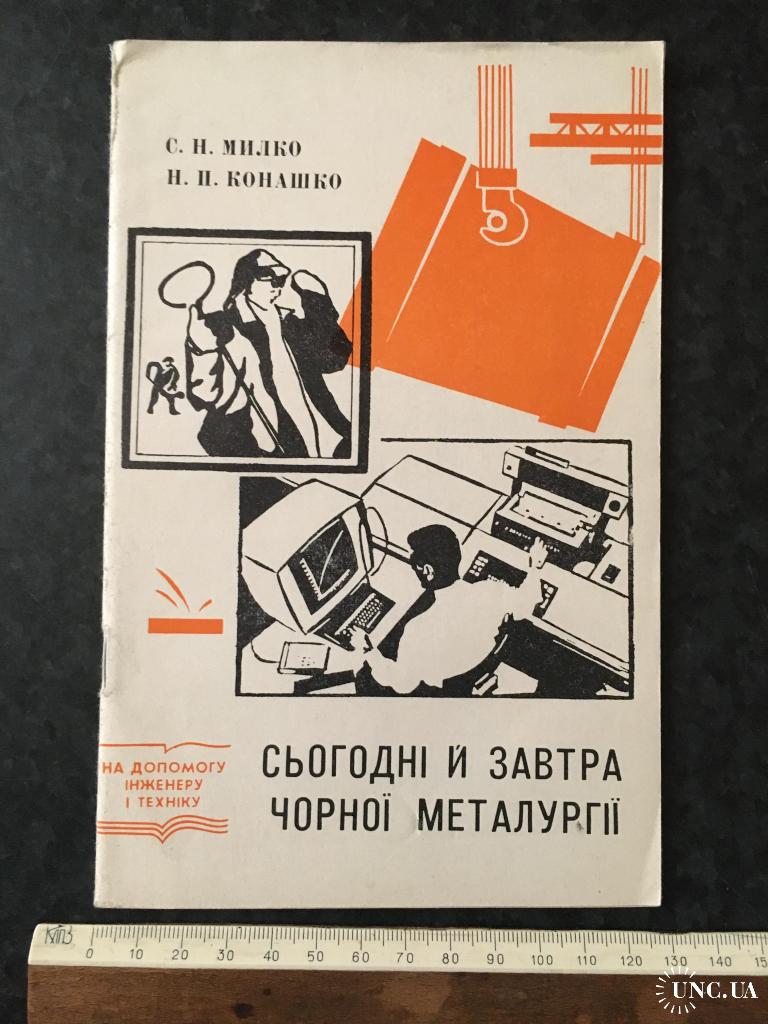 С. Н. МИЛКО
Н. П. КОНАШКО
НА ДОПОМОГУ
ІНЖЕНЕРУ
І ТЕХНІКУ
СЬОГОДНІ Й ЗАВТРА
ЧОРНОЇ МЕТАЛУРГІЇ
0 10 20 30 40 50 60 70 80 90 100 110 120 130 140
UNC.UA